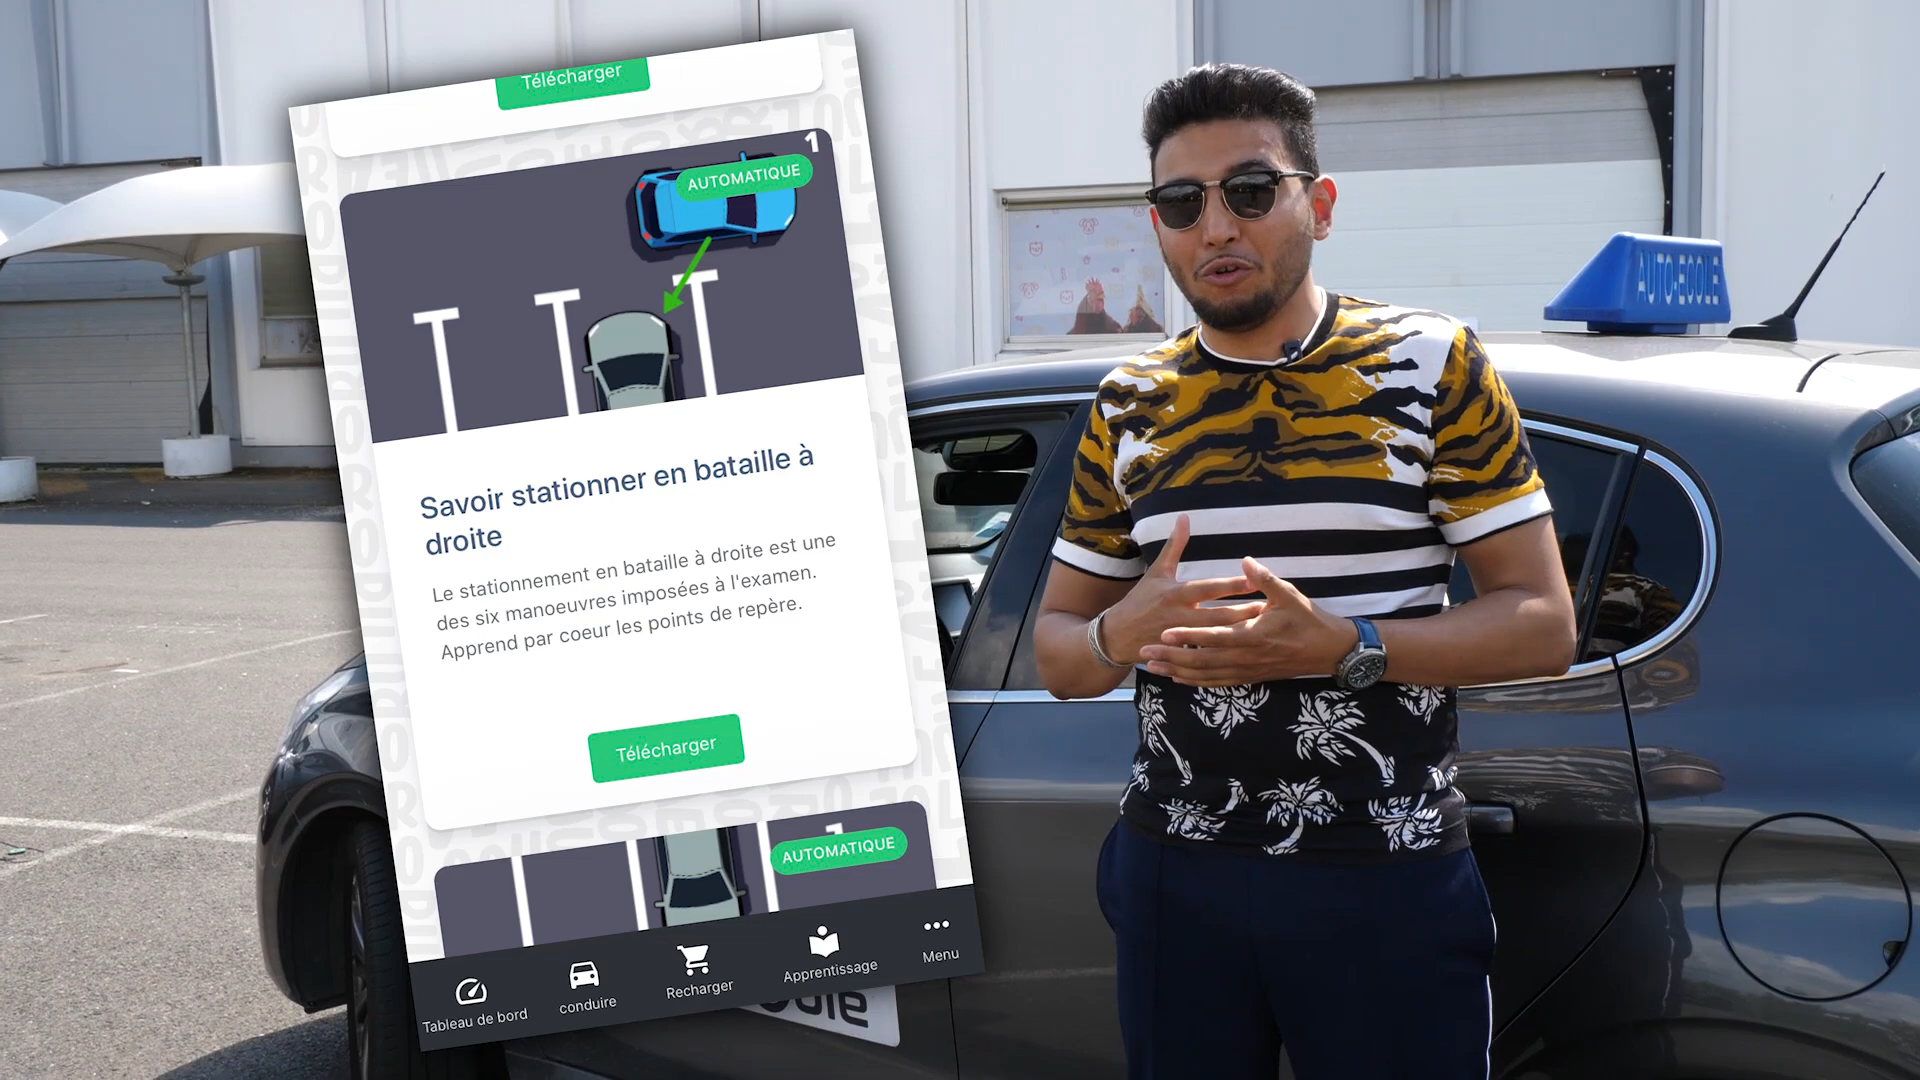 Télécharger
1
AUTOMATIQUE
Savoir stationner en bataille à
droite
Le stationnement en bataille à droite est une
des six manoeuvres imposées à l'examen.
Apprend par coeur les points de repère.
Télécharger
AUTOMATIQUE
Tableau de bord
conduire
Recharger
Apprentissage
Menu
AUTO-ECOLE